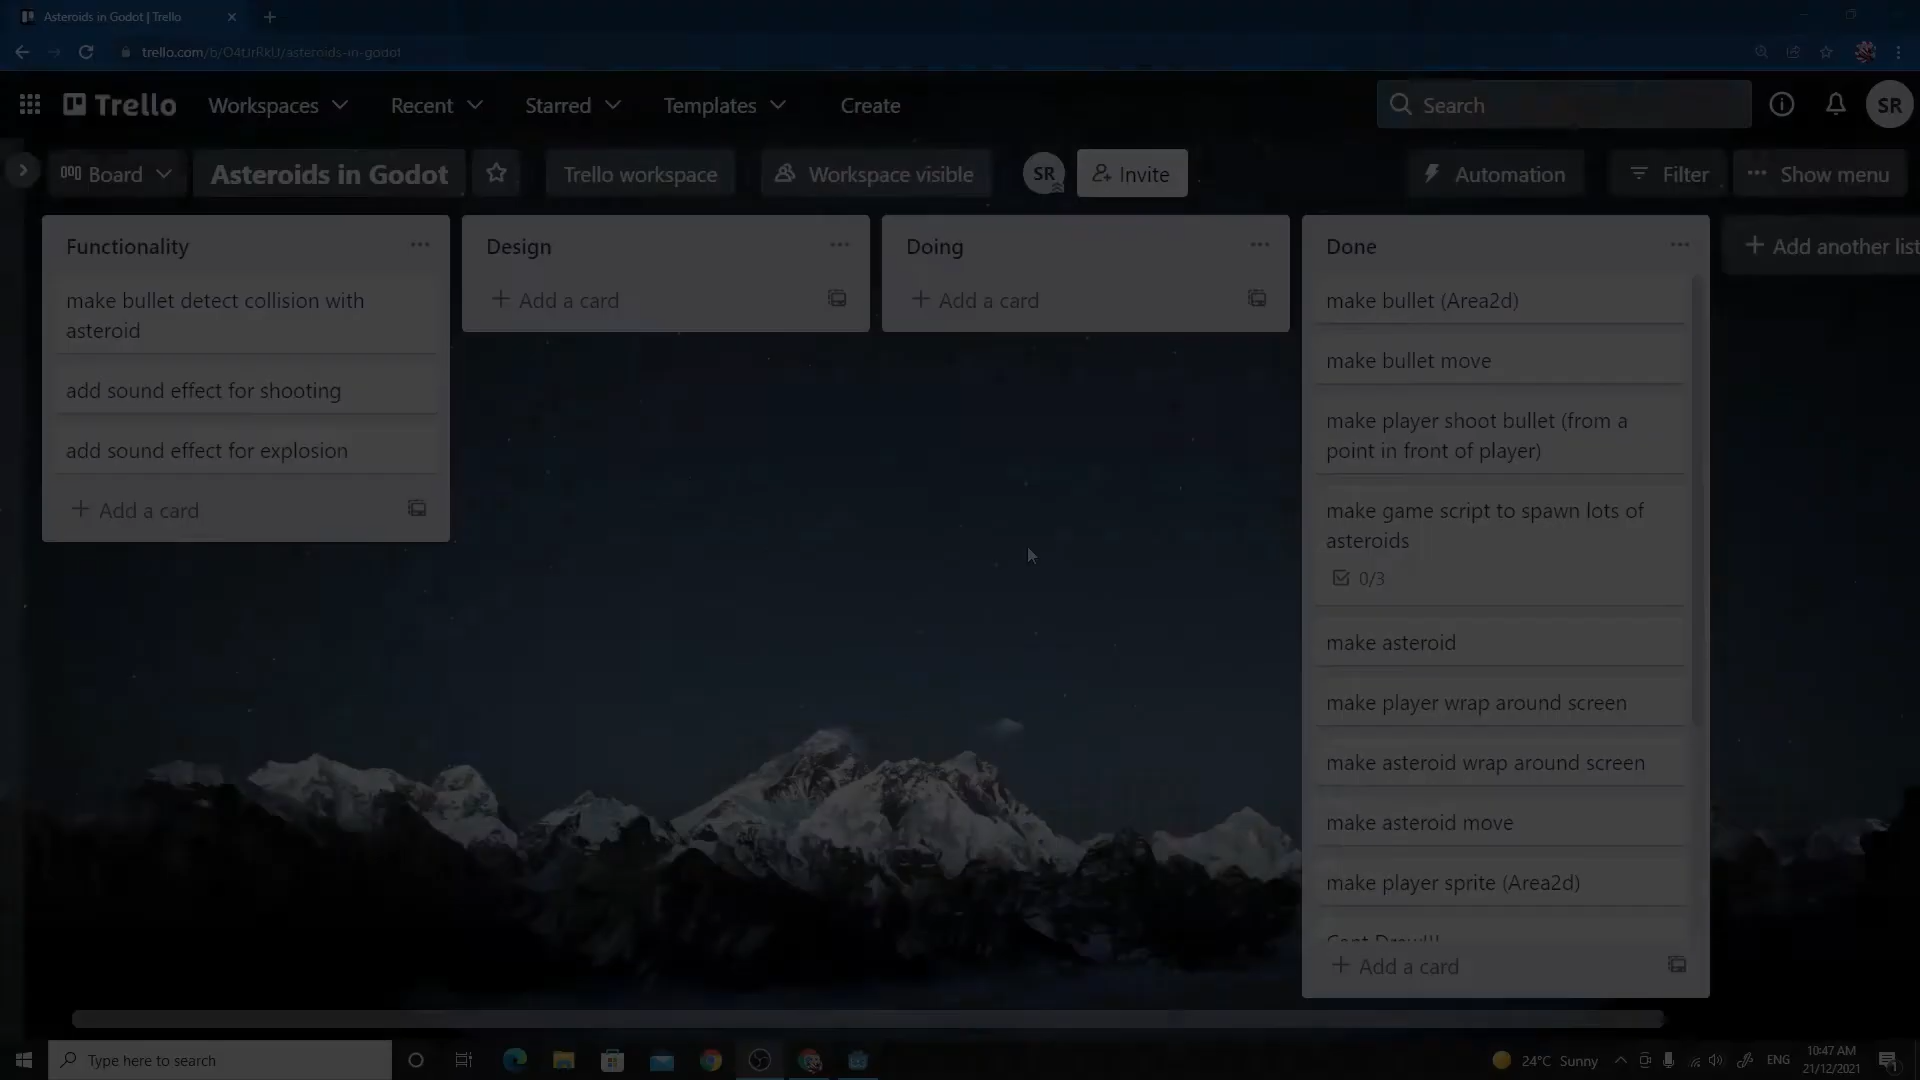 Asteroids in Godot | Trello
trello.com/b/O4tJrRkU/asteroids-in-godot
Trello Workspaces Recent Starred Templates Create Search SR
Board Asteroids in Godot Trello workspace Workspace visible SR Invite Automation Filter Show menu
Functionality
make bullet detect collision with
asteroid
add sound effect for shooting
add sound effect for explosion
Add a card
Design
Add a card
Doing
Add a card
Done
make bullet (Area2d)
make bullet move
make player shoot bullet (from a
point in front of player)
make game script to spawn lots of
asteroids
0/3
make asteroid
make player wrap around screen
make asteroid wrap around screen
make asteroid move
make player sprite (Area2d)
Add a card
Add another list
Type here to search
24°C Sunny
ENG
10:47 AM
21/12/2021